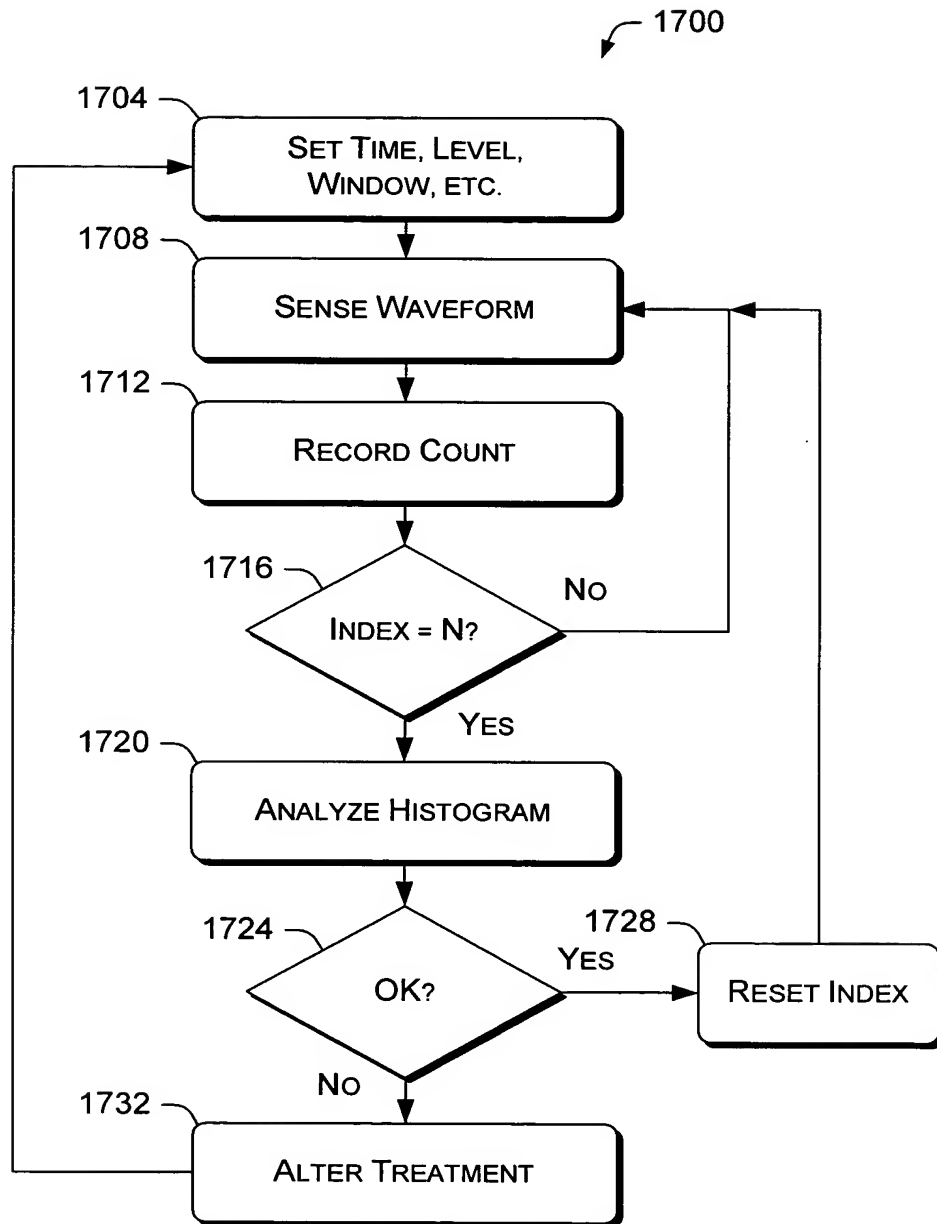 1700
1704
SET TIME, LEVEL,
WINDOW, ETC.
1708
SENSE WAVEFORM
1712
RECORD COUNT
1716
INDEX = N?
NO
YES
1720
ANALYZE HISTOGRAM
1724
OK?
YES
1728
RESET INDEX
NO
1732
ALTER TREATMENT